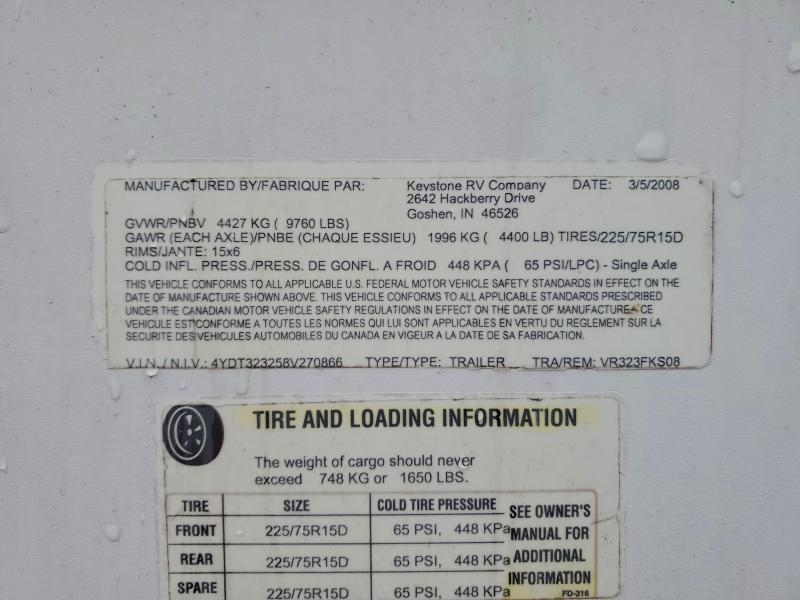 MANUFACTURED BY/FABRIQUE PAR: Keystone RV Company DATE: 3/5/2008
2642 Hackberry Drive
Goshen, IN 46526
GVWR/PNBV 4427 KG ( 9760 LBS)
GAWR (EACH AXLE)/PNBE (CHAQUE ESSIEU) 1996 KG ( 4400 LB) TIRES/225/75R15D
RIMS/JANTE: 15x6
COLD INFL. PRESS./PRESS. DE GONFL. A FROID 448 KPA ( 65 PSI/LPC) - Single Axle
THIS VEHICLE CONFORMS TO ALL APPLICABLE U.S. FEDERAL MOTOR VEHICLE SAFETY STANDARDS IN EFFECT ON THE
DATE OF MANUFACTURE SHOWN ABOVE. THIS VEHICLE CONFORMS TO ALL APPLICABLE STANDARDS PRESCRIBED
UNDER THE CANADIAN MOTOR VEHICLE SAFETY REGULATIONS IN EFFECT ON THE DATE OF MANUFACTURE. CE
VEHICULE EST CONFORME A TOUTES LES NORMES QUI LUI SONT APPLICABLES EN VERTU DU REGLEMENT SUR LA
SECURITE DES VEHICULES AUTOMOBILES DU CANADA EN VIGEUR A LA DATE DE SA FABRICATION.
V.I.N./ N.I.V.: 4YDT323258V270866 TYPE/TYPE: TRAILER TRA/REM: VR323FKS08
TIRE AND LOADING INFORMATION
The weight of cargo should never
exceed 748 KG or 1650 LBS.
TIRE SIZE COLD TIRE PRESSURE
FRONT 225/75R15D 65 PSI, 448 KPa
REAR 225/75R15D 65 PSI, 448 KPa
SPARE 225/75R15D 65 PSI, 448 KPa
SEE OWNER'S
MANUAL FOR
ADDITIONAL
INFORMATION
FD-316